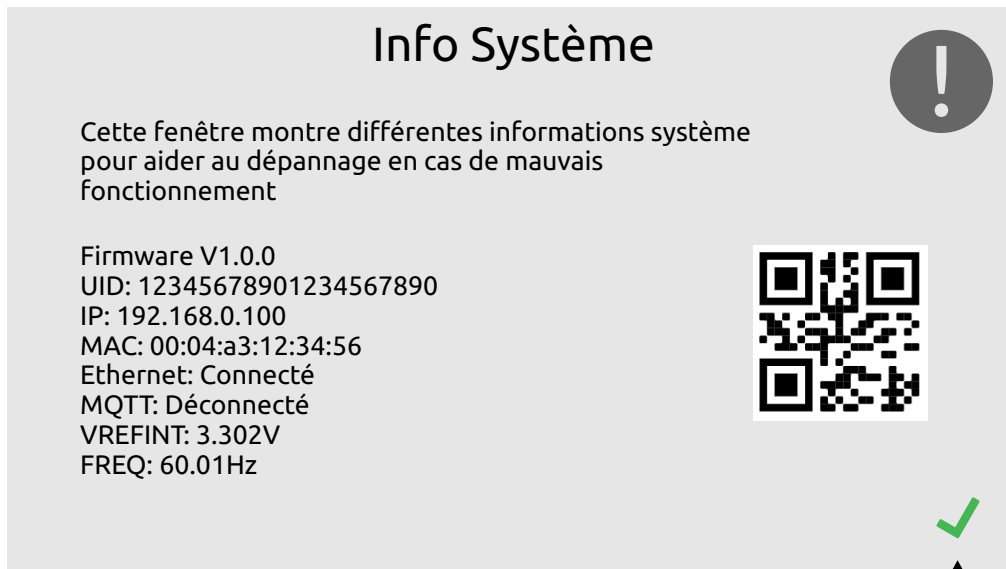 Info Système
Cette fenêtre montre différentes informations système
pour aider au dépannage en cas de mauvais
fonctionnement
Firmware V1.0.0
UID: 12345678901234567890
IP: 192.168.0.100
MAC: 00:04:a3:12:34:56
Ethernet: Connecté
MQTT: Déconnecté
VREFINT: 3.302V
FREQ: 60.01Hz